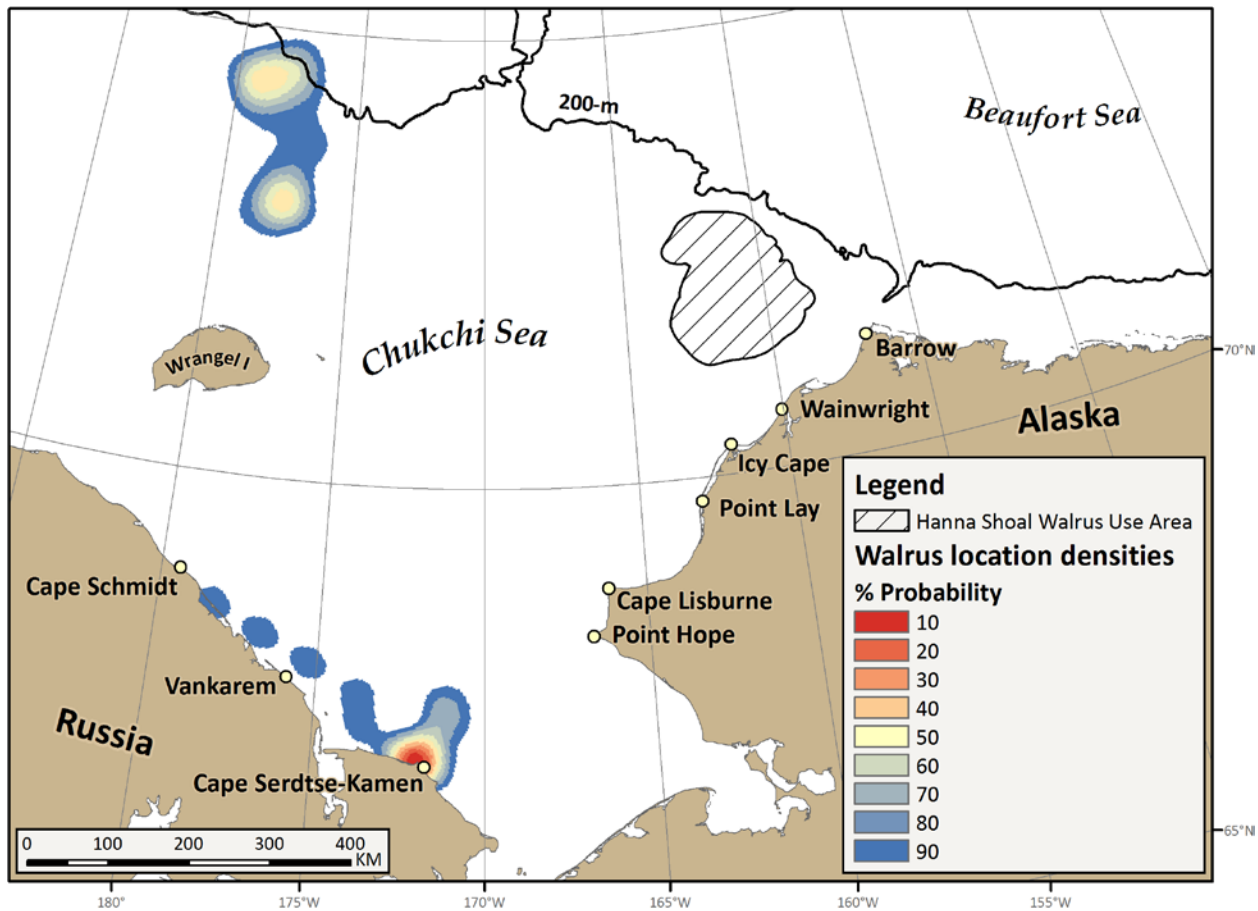 200-m
Beaufort Sea
Chukchi Sea
Wrangel I
Barrow
70°N
Wainwright
Alaska
Icy Cape
Point Lay
Cape Schmidt
Cape Lisburne
Point Hope
Vankarem
Russia
Cape Serdtse-Kamen
Legend
Hanna Shoal Walrus Use Area
Walrus location densities
% Probability
10
20
30
40
50
60
70
80
90
65°N
0 100 200 300 400
KM
180° 175°W 170°W 165°W 160°W 155°W